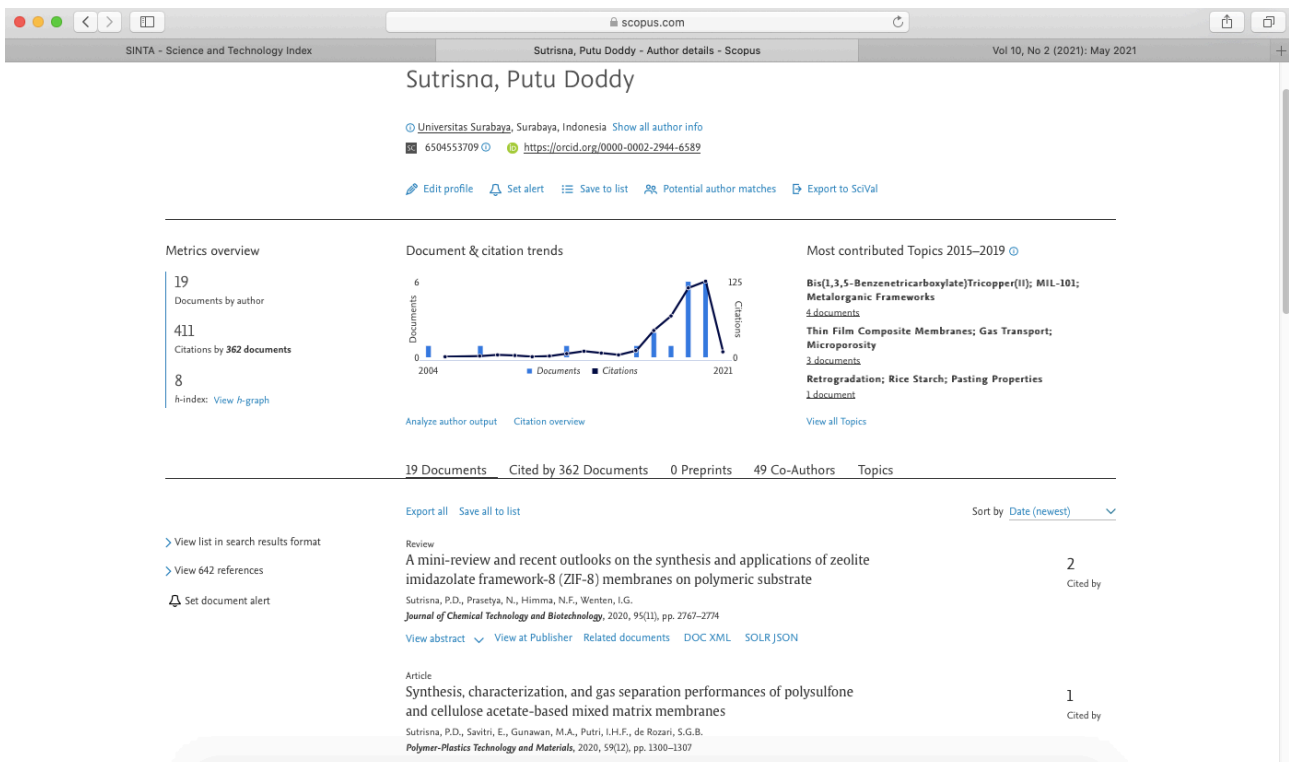 scopus.com
SINTA - Science and Technology Index
Sutrisna, Putu Doddy - Author details - Scopus
Vol 10, No 2 (2021): May 2021
Sutrisna, Putu Doddy
Universitas Surabaya, Surabaya, Indonesia Show all author info
SC 6504553709 iD https://orcid.org/0000-0002-2944-6589
Edit profile Set alert Save to list Potential author matches Export to SciVal
Metrics overview
19
Documents by author
411
Citations by 362 documents
8
h-index: View h-graph
Document & citation trends
6
125
Documents
Citations
0
0
2004
Documents Citations
2021
Analyze author output Citation overview
Most contributed Topics 2015–2019
Bis(1,3,5-Benzenetricarboxylate)Tricopper(II); MIL-101;
Metalorganic Frameworks
4 documents
Thin Film Composite Membranes; Gas Transport;
Microporosity
3 documents
Retrogradation; Rice Starch; Pasting Properties
1 document
View all Topics
19 Documents Cited by 362 Documents 0 Preprints 49 Co-Authors Topics
Export all Save all to list
Sort by Date (newest)
View list in search results format
View 642 references
Set document alert
Review
A mini-review and recent outlooks on the synthesis and applications of zeolite
imidazolate framework-8 (ZIF-8) membranes on polymeric substrate
Sutrisna, P.D., Prasetya, N., Himma, N.F., Wenten, I.G.
Journal of Chemical Technology and Biotechnology, 2020, 95(11), pp. 2767–2774
2
Cited by
View abstract View at Publisher Related documents DOC XML SOLR JSON
Article
Synthesis, characterization, and gas separation performances of polysulfone
and cellulose acetate-based mixed matrix membranes
Sutrisna, P.D., Savitri, E., Gunawan, M.A., Putri, I.H.F., de Rozari, S.G.B.
Polymer-Plastics Technology and Materials, 2020, 59(12), pp. 1300–1307
1
Cited by